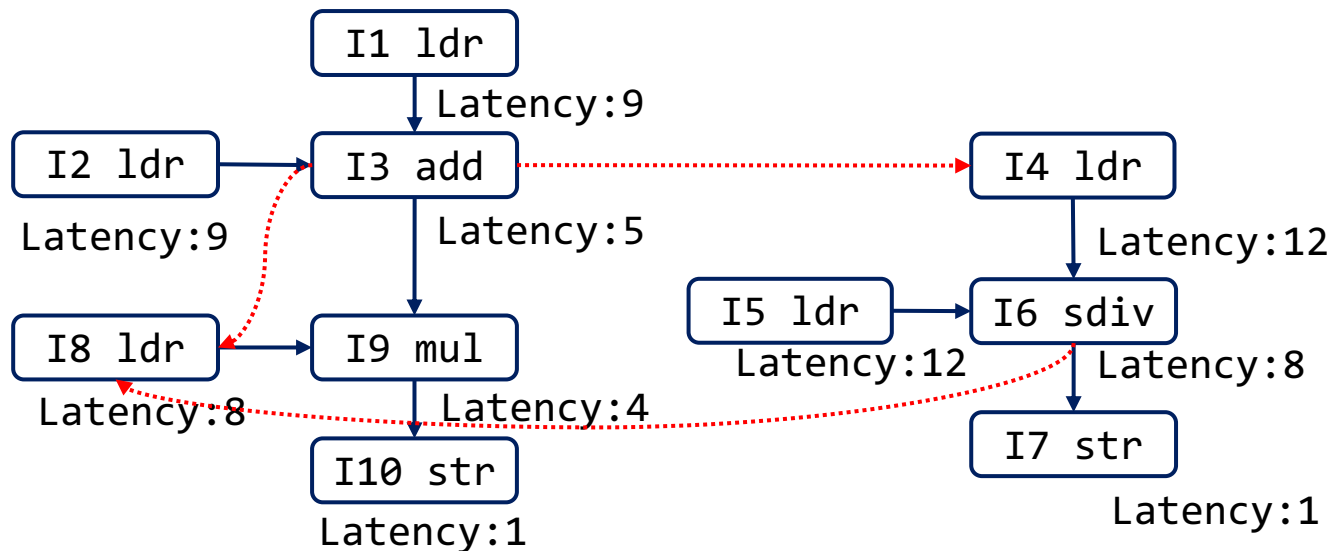 I1 ldr
Latency:9
I2 ldr
I3 add
I4 ldr
Latency:9
Latency:5
Latency:12
I5 ldr
I6 sdiv
I8 ldr
I9 mul
Latency:12
Latency:8
Latency:8
Latency:4
I7 str
I10 str
Latency:1
Latency:1